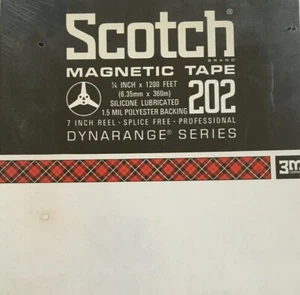 Scotch
BRAND
MAGNETIC TAPE
¼ INCH x 1200 FEET
(6.35mm x 360m)
SILICONE LUBRICATED
1.5 MIL POLYESTER BACKING
202
7 INCH REEL - SPLICE FREE - PROFESSIONAL
DYNARANGE® SERIES
3m